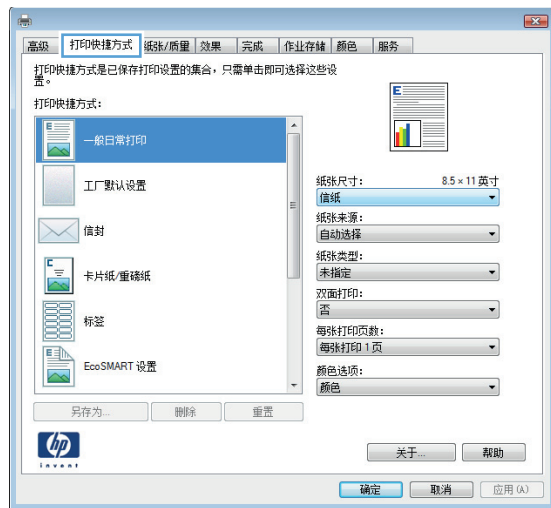 高级 打印快捷方式 纸张/质量 效果 完成 作业存储 颜色 服务
打印快捷方式是已保存打印设置的集合，只需单击即可选择这些设
置。
打印快捷方式：
E
一般日常打印
工厂默认设置
信封
C
卡片纸/重磅纸
标签
E
EcoSMART 设置
另存为... 删除 重置
E
纸张尺寸： 8.5 × 11 英寸
信纸
纸张来源：
自动选择
纸张类型：
未指定
双面打印：
否
每张打印页数：
每张打印 1 页
颜色选项：
颜色
hp
invent
关于... 帮助
确定 取消 应用(A)